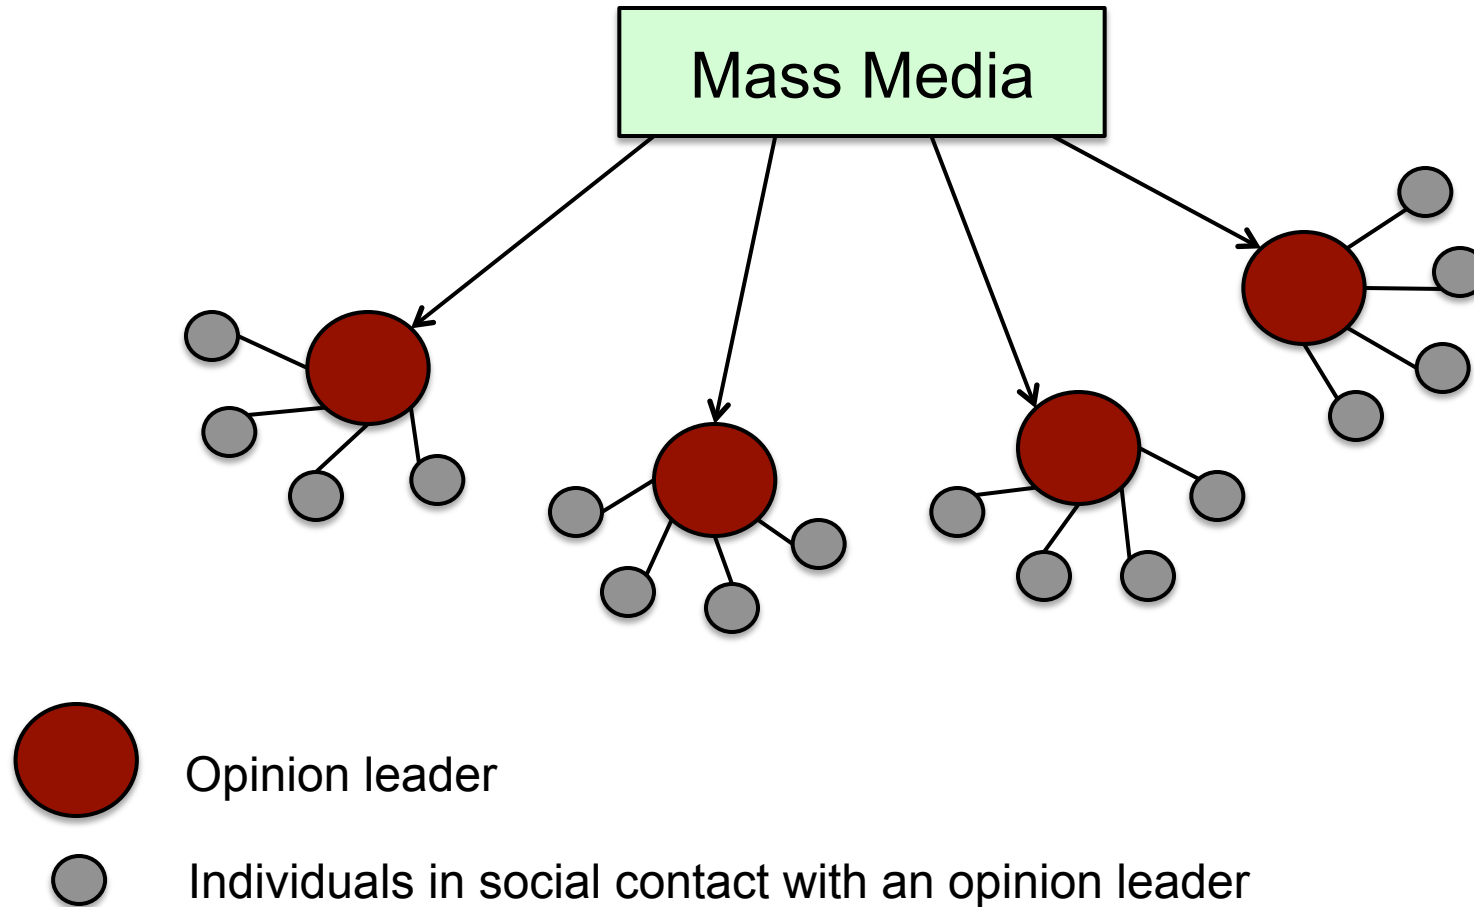 Mass Media
Opinion leader
Individuals in social contact with an opinion leader